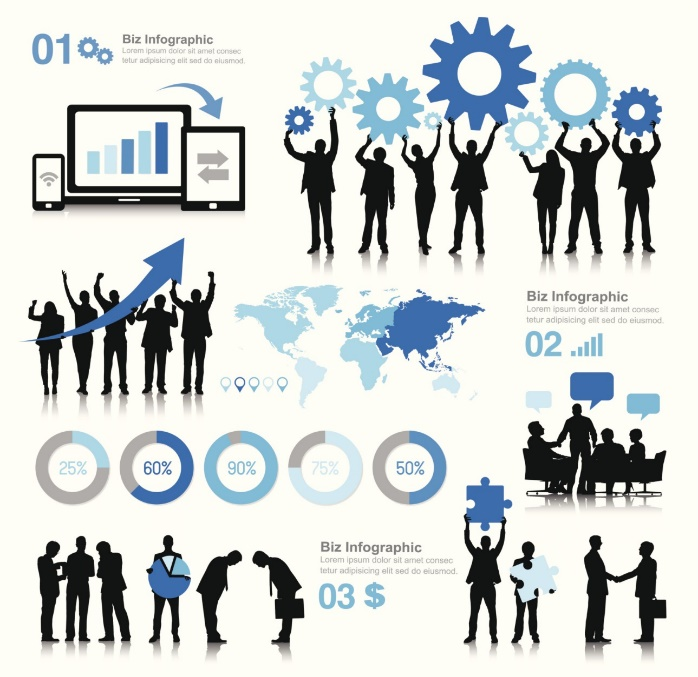 01
Biz Infographic
Lorem ipsum dolor sit amet consec
tetur adipisicing elit sed do eiusmod.
Biz Infographic
Lorem ipsum dolor sit amet consec
tetur adipisicing elit sed do eiusmod.
02
25%
60%
90%
75%
50%
Biz Infographic
Lorem ipsum dolor sit amet consec
tetur adipisicing elit sed do eiusmod.
03 $